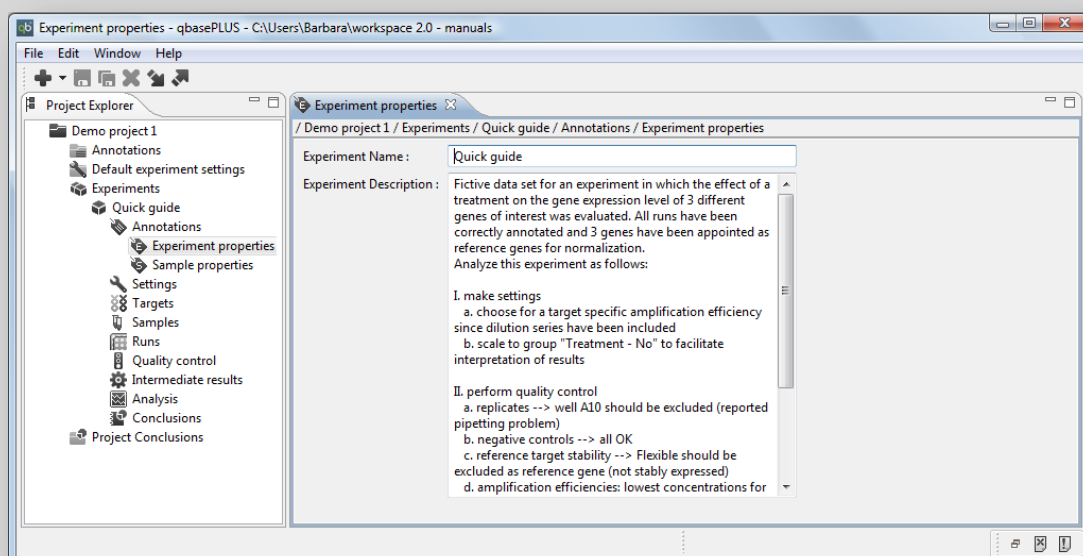 Experiment properties - qbasePLUS - C:\Users\Barbara\workspace 2.0 - manuals
File Edit Window Help
Project Explorer
Demo project 1
Annotations
Default experiment settings
Experiments
Quick guide
Annotations
Experiment properties
Sample properties
Settings
Targets
Samples
Runs
Quality control
Intermediate results
Analysis
Conclusions
Project Conclusions
Experiment properties
/ Demo project 1 / Experiments / Quick guide / Annotations / Experiment properties
Experiment Name : Quick guide
Experiment Description : Fictive data set for an experiment in which the effect of a
treatment on the gene expression level of 3 different
genes of interest was evaluated. All runs have been
correctly annotated and 3 genes have been appointed as
reference genes for normalization.
Analyze this experiment as follows:
I. make settings
a. choose for a target specific amplification efficiency
since dilution series have been included
b. scale to group "Treatment - No" to facilitate
interpretation of results
II. perform quality control
a. replicates --> well A10 should be excluded (reported
pipetting problem)
b. negative controls --> all OK
c. reference target stability --> Flexible should be
excluded as reference gene (not stably expressed)
d. amplification efficiencies: lowest concentrations for